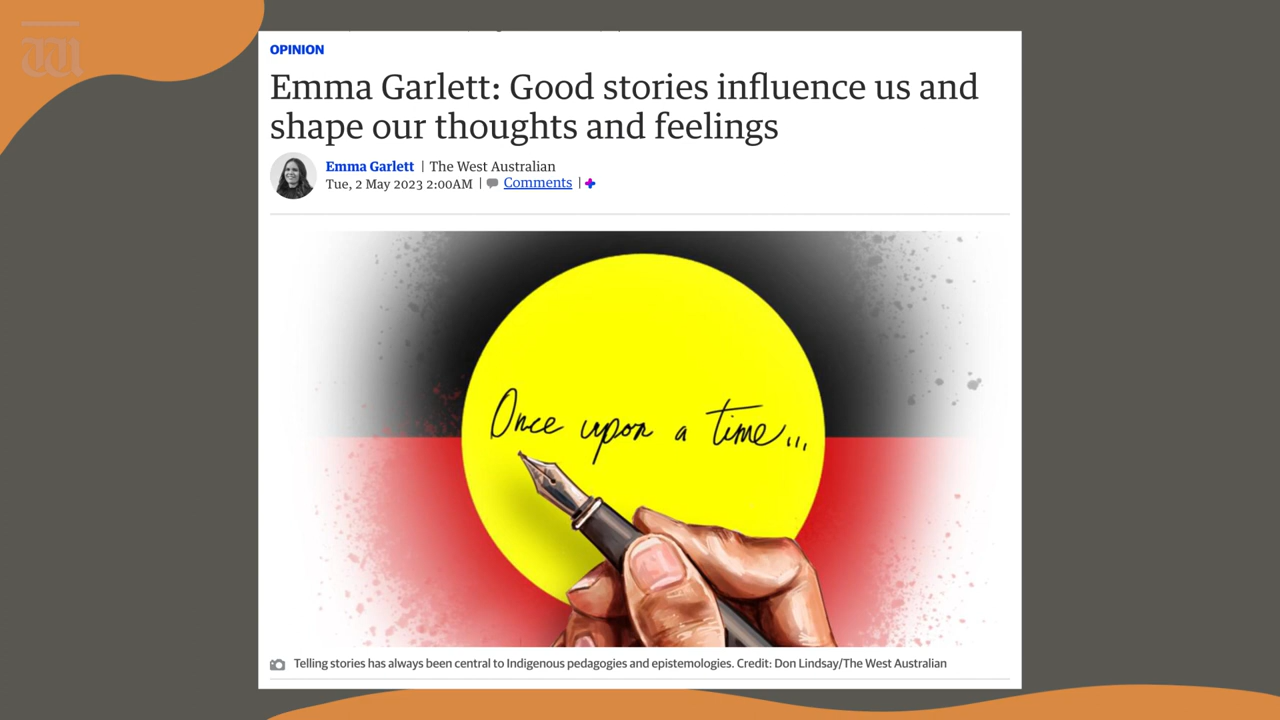 OPINION
Emma Garlett: Good stories influence us and
shape our thoughts and feelings
Emma Garlett | The West Australian
Tue, 2 May 2023 2:00AM | Comments |
Once upon a time...
Telling stories has always been central to Indigenous pedagogies and epistemologies. Credit: Don Lindsay/The West Australian